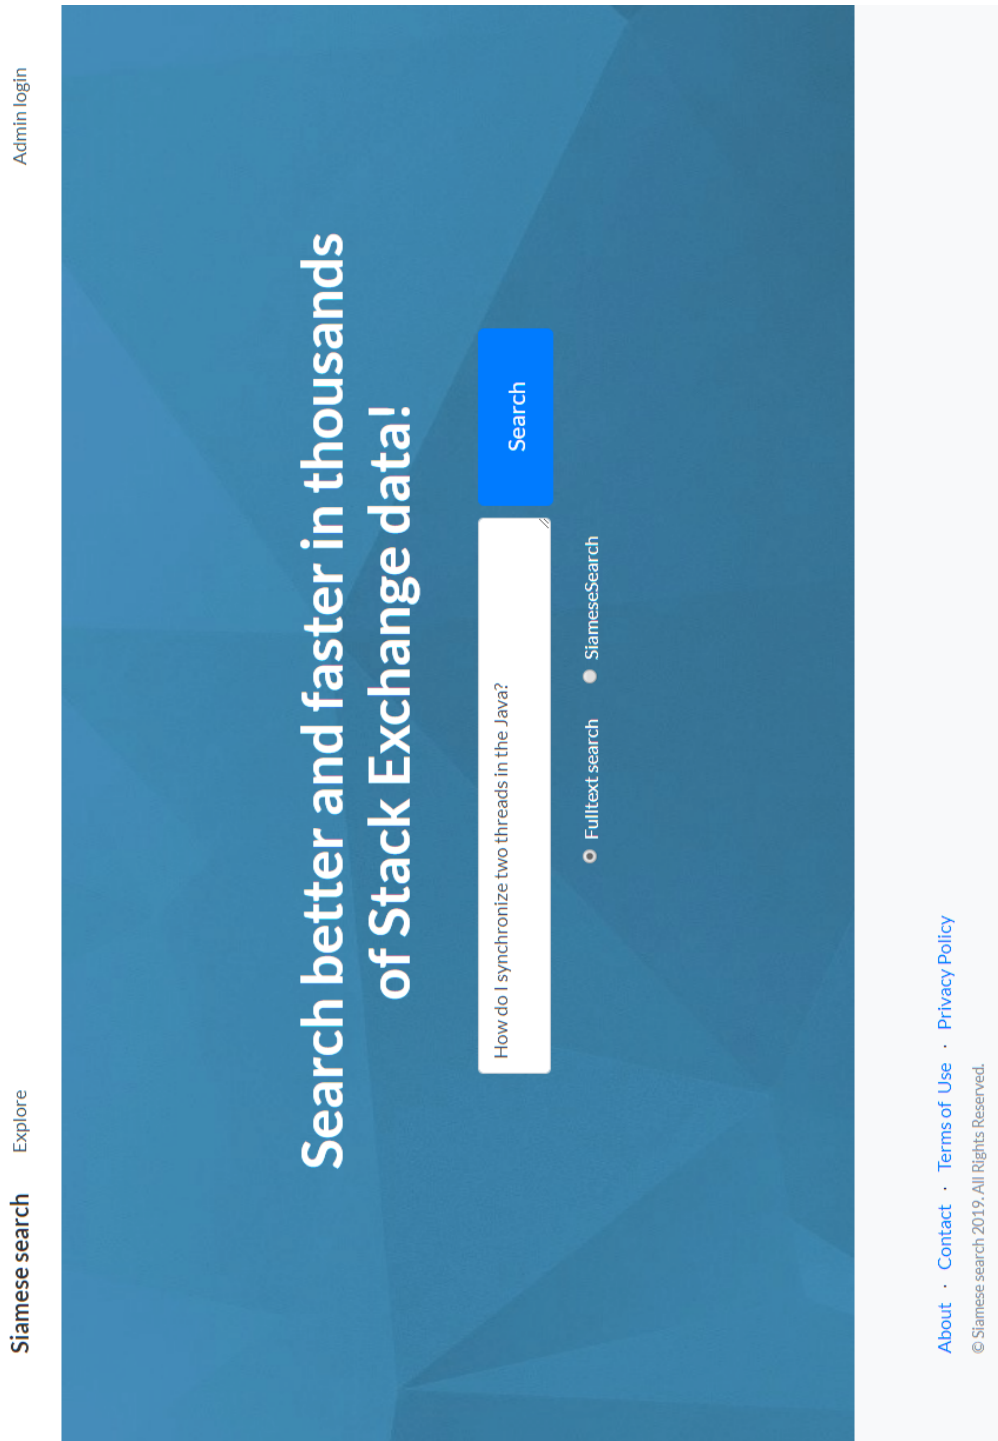 Siamese search Explore Admin login
Search better and faster in thousands
of Stack Exchange data!
How do I synchronize two threads in the Java?
Search
Fulltext search SiameseSearch
About · Contact · Terms of Use · Privacy Policy
© Siamese search 2019. All Rights Reserved.